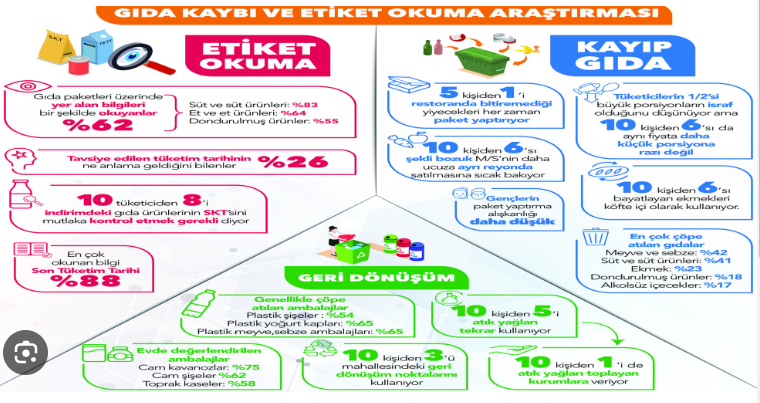 GIDA KAYBI VE ETİKET OKUMA ARAŞTIRMASI
S.K.T.
TETT
ETİKET
OKUMA
Gıda paketleri üzerinde
yer alan bilgileri
bir şekilde okuyanlar
%62
Süt ve süt ürünleri: %83
Et ve et ürünleri: %64
Dondurulmuş ürünler: %55
Tavsiye edilen tüketim tarihinin
ne anlama geldiğini bilenler
%26
10 tüketiciden 8'i
indirimdeki gıda ürünlerinin SKT'sini
mutlaka kontrol etmek gerekli diyor
En çok
okunan bilgi
Son Tüketim Tarihi
%88
KAYIP
GIDA
5 kişiden 1'i
restoranda bitiremediği
yiyecekleri her zaman
paket yaptırıyor
10 kişiden 6'sı
şekli bozuk M/S'nin daha
ucuza ayrı reyonda
satılmasına sıcak bakıyor
Gençlerin
paket yaptırma
alışkanlığı
daha düşük
Tüketicilerin 1/2'si
büyük porsiyonların israf
olduğunu düşünüyor ama
10 kişiden 6'sı da
aynı fiyata daha
küçük porsiyona
razı değil
10 kişiden 6'sı
bayatlayan ekmekleri
köfte içi olarak kullanıyor.
En çok çöpe
atılan gıdalar
Meyve ve sebze: %42
Süt ve süt ürünleri: %41
Ekmek: %23
Dondurulmuş ürünler: %18
Alkolsüz içecekler: %17
GERİ DÖNÜŞÜM
Genellikle çöpe
atılan ambalajlar
Plastik şişeler : %54
Plastik yoğurt kapları: %65
Plastik meyve,sebze ambalajları: %65
10 kişiden 5'i
atık yağları
tekrar kullanıyor
Evde değerlendirilen
ambalajlar
Cam kavanozlar: %75
Cam şişeler %62
Toprak kaseler: %58
10 kişiden 3'ü
mahallesindeki geri
dönüşüm noktalarını
kullanıyor
10 kişiden 1'i de
atık yağları toplayan
kurumlara veriyor